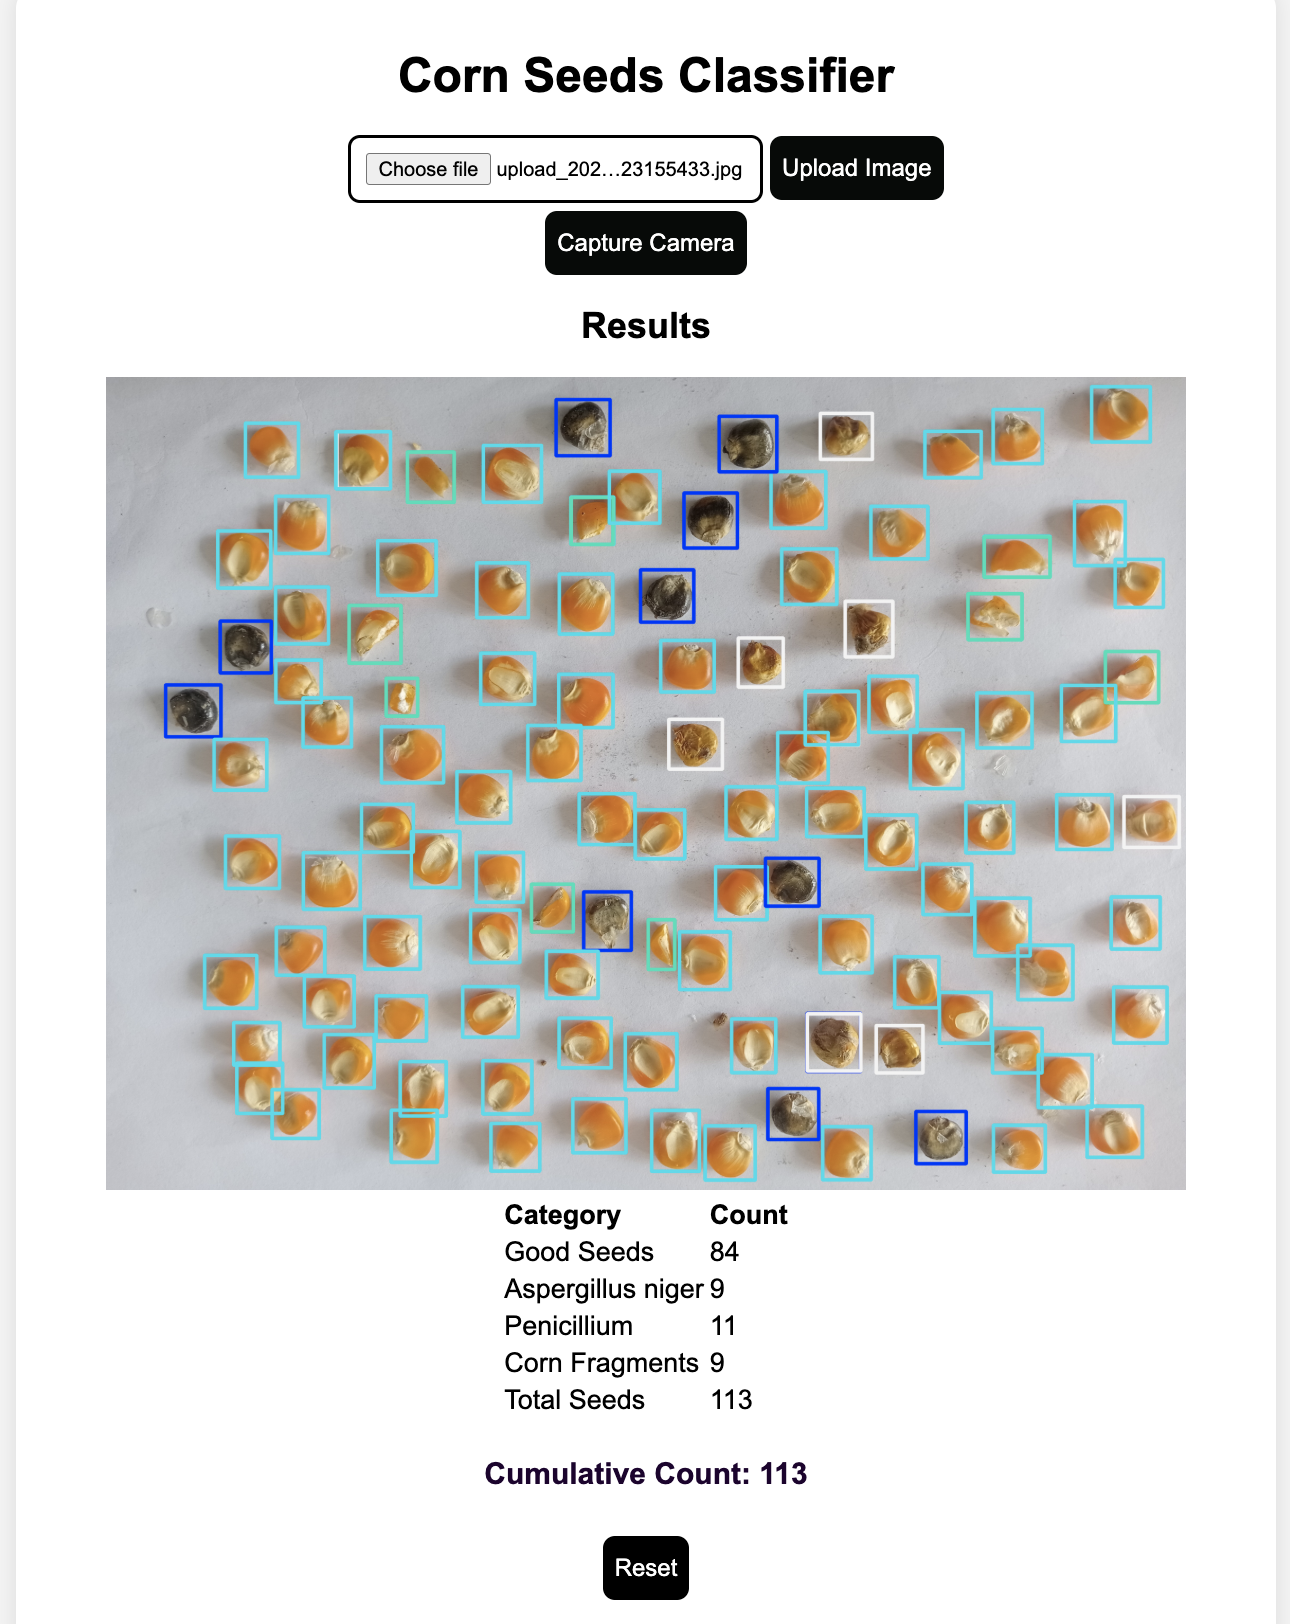 Corn Seeds Classifier
Choose file upload_202...23155433.jpg Upload Image
Capture Camera
Results
Category Count
Good Seeds 84
Aspergillus niger 9
Penicillium 11
Corn Fragments 9
Total Seeds 113
Cumulative Count: 113
Reset